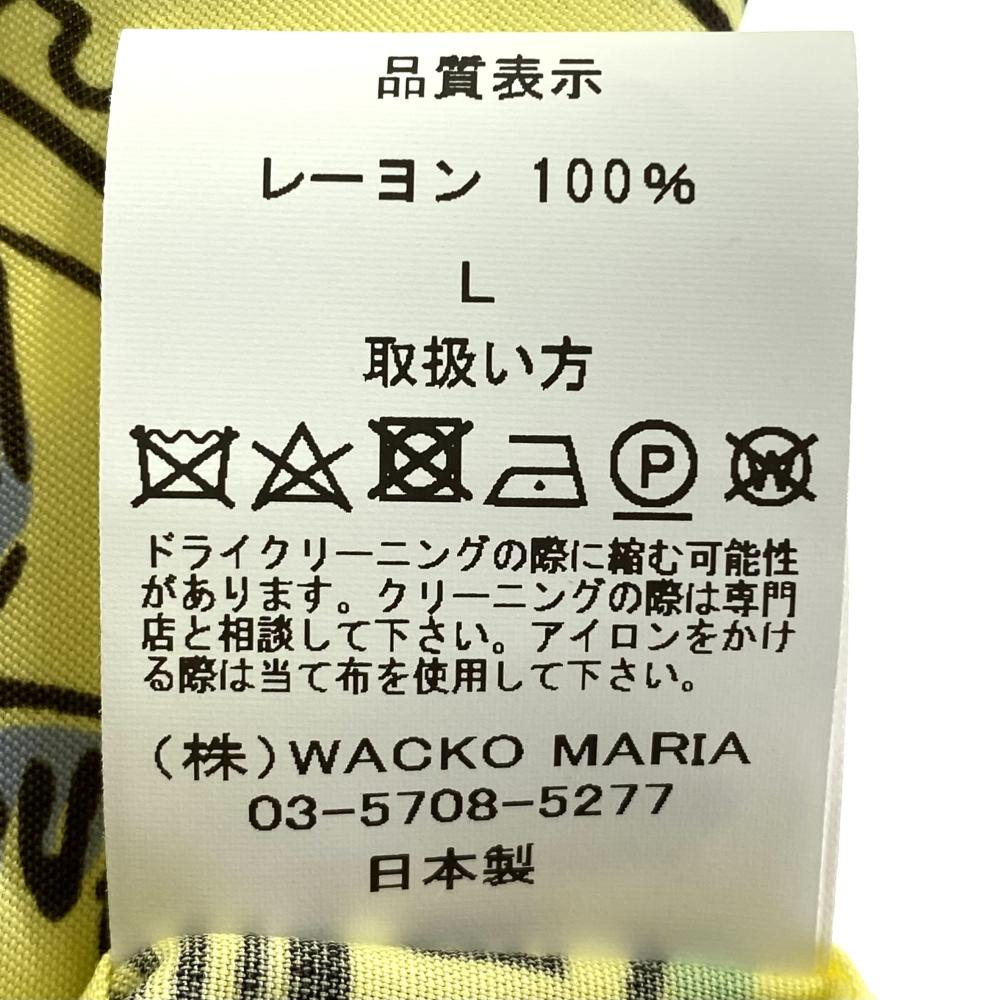 品質表示
レーヨン 100%
L
取扱い方
P W
ドライクリーニングの際に縮む可能性
があります。クリーニングの際は専門
店と相談して下さい。アイロンをかけ
る際は当て布を使用して下さい。
(株)WACKO MARIA
03-5708-5277
日本製